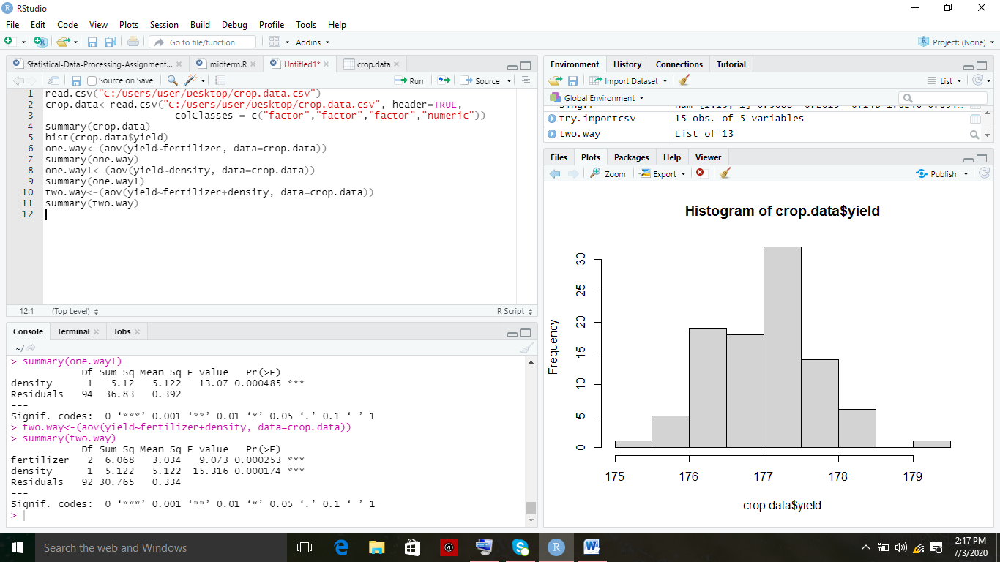 RStudio
File Edit Code View Plots Session Build Debug Profile Tools Help
Go to file/function Addins Project: (None)
Statistical-Data-Processing-Assignment... midterm.R Untitled1* crop.data
Source on Save Run Source
1 read.csv("C:/Users/user/Desktop/crop.data.csv")
2 crop.data<-read.csv("C:/Users/user/Desktop/crop.data.csv", header=TRUE,
3 colClasses = c("factor","factor","factor","numeric"))
4 summary(crop.data)
5 hist(crop.data$yield)
6 one.way<-(aov(yield~fertilizer, data=crop.data))
7 summary(one.way)
8 one.way1<-(aov(yield~density, data=crop.data))
9 summary(one.way1)
10 two.way<-(aov(yield~fertilizer+density, data=crop.data))
11 summary(two.way)
12
12:1 (Top Level) R Script
Console Terminal Jobs
~/
> summary(one.way1)
Df Sum Sq Mean Sq F value Pr(>F)
density 1 5.12 5.122 13.07 0.000485 ***
Residuals 94 36.83 0.392
---
Signif. codes: 0 ‘***’ 0.001 ‘**’ 0.01 ‘*’ 0.05 ‘.’ 0.1 ‘ ’ 1
> two.way<-(aov(yield~fertilizer+density, data=crop.data))
> summary(two.way)
Df Sum Sq Mean Sq F value Pr(>F)
fertilizer 2 6.068 3.034 9.073 0.000253 ***
density 1 5.122 5.122 15.316 0.000174 ***
Residuals 92 30.765 0.334
---
Signif. codes: 0 ‘***’ 0.001 ‘**’ 0.01 ‘*’ 0.05 ‘.’ 0.1 ‘ ’ 1
>
Environment History Connections Tutorial
Import Dataset List
Global Environment
try.importcsv 15 obs. of 5 variables
two.way List of 13
Files Plots Packages Help Viewer
Zoom Export Publish
Histogram of crop.data$yield
Frequency
0 5 10 15 20 25 30
175 176 177 178 179
crop.data$yield
Search the web and Windows
2:17 PM
7/3/2020